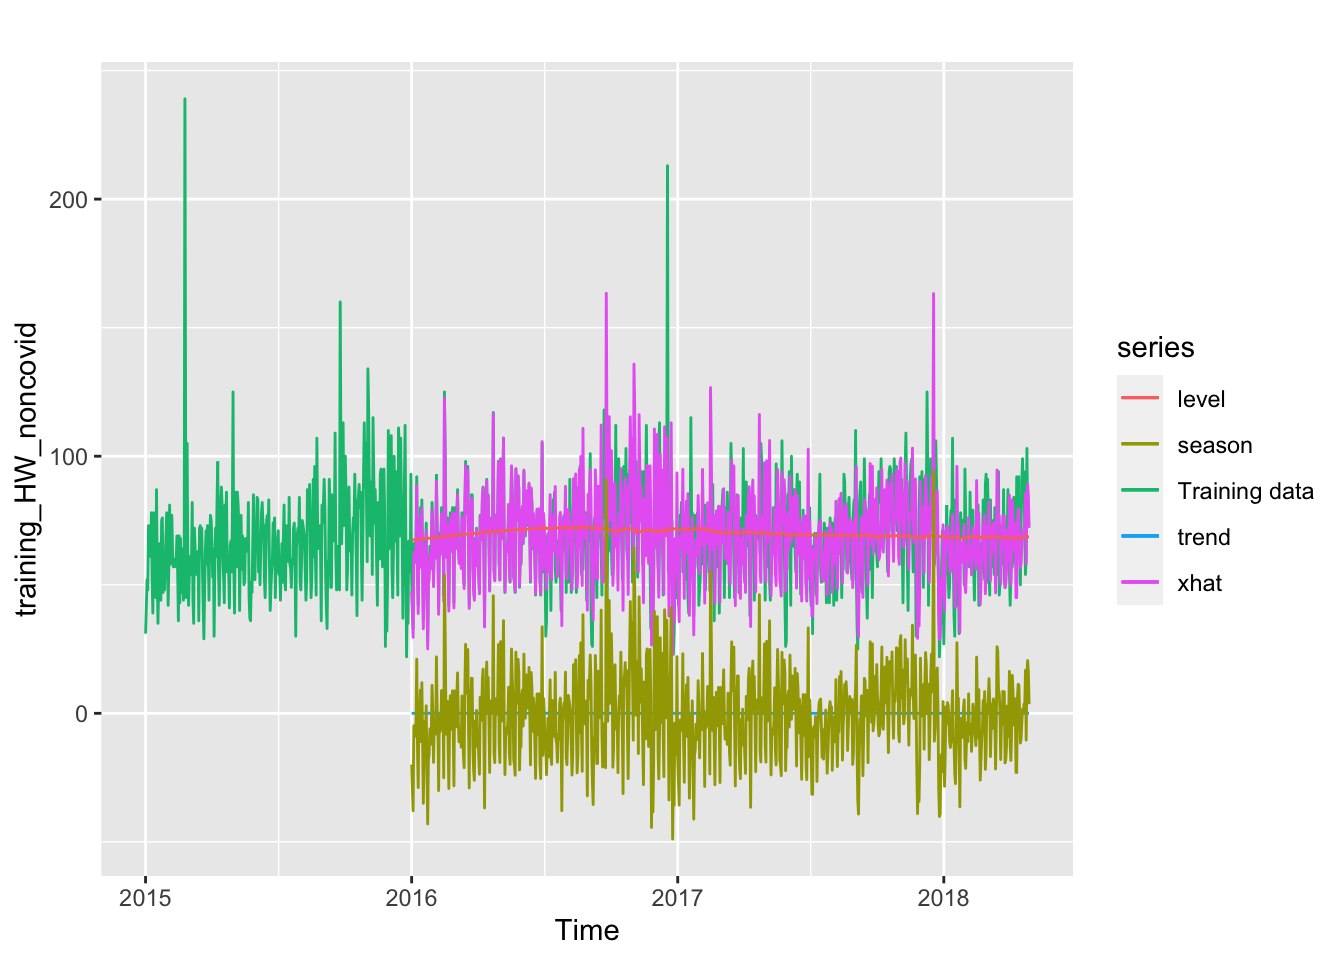 training_HW_noncovid
200
100
0
2015
2016
2017
2018
Time
series
level
season
Training data
trend
xhat